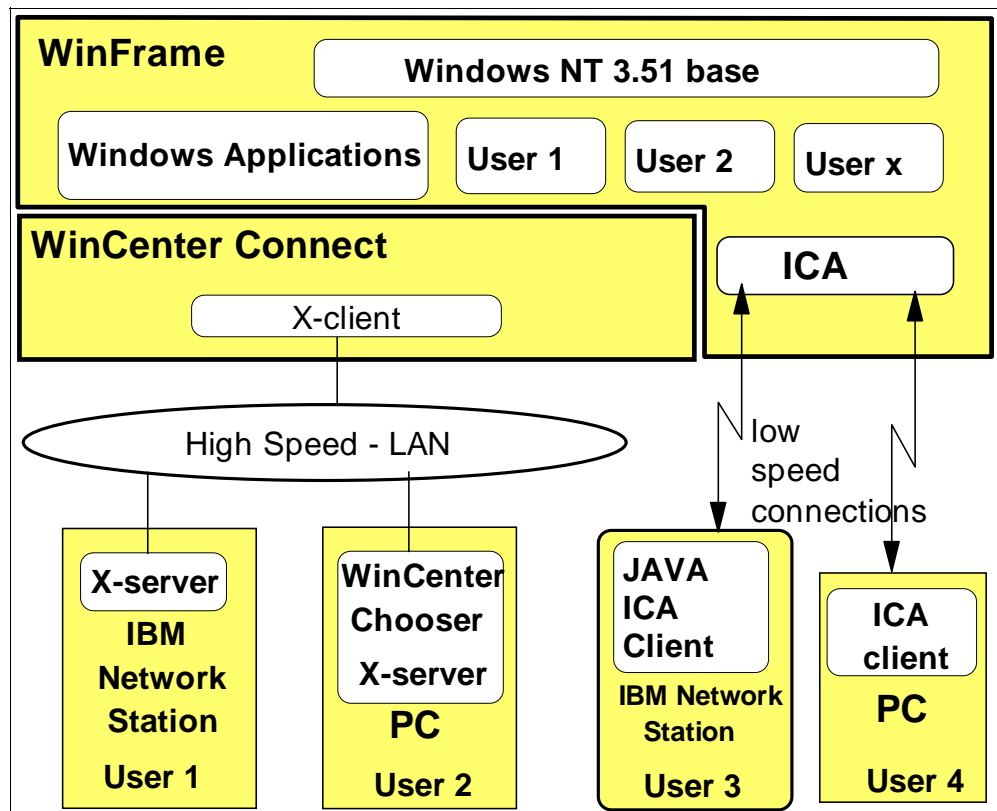 WinFrame
Windows NT 3.51 base
Windows Applications
User 1
User 2
User x
WinCenter Connect
ICA
X-client
High Speed - LAN
low
speed
connections
X-server
IBM
Network
Station
User 1
WinCenter
Chooser
X-server
PC
User 2
JAVA
ICA
Client
IBM Network
Station
User 3
ICA
client
PC
User 4